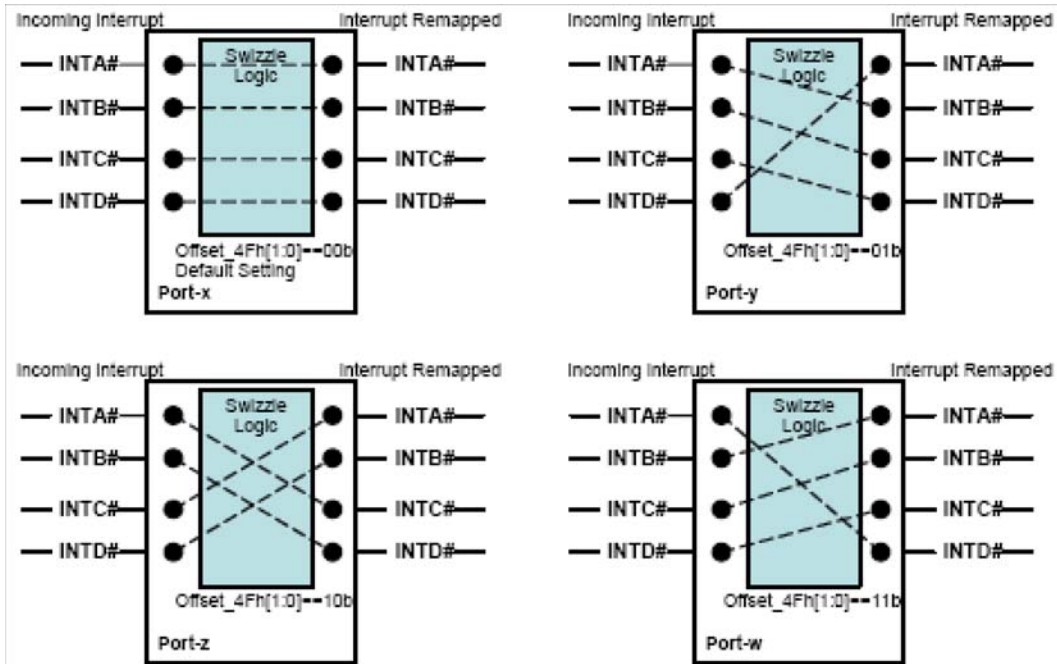 Incoming Interrupt
Interrupt Remapped
INTA#
INTB#
INTC#
INTD#
Swizzle
Logic
INTA#
INTB#
INTC#
INTD#
Offset_4Fh[1:0]==00b
Default Setting
Port-x
Incoming Interrupt
Interrupt Remapped
INTA#
INTB#
INTC#
INTD#
Swizzle
Logic
INTA#
INTB#
INTC#
INTD#
Offset_4Fh[1:0]==01b
Port-y
Incoming Interrupt
Interrupt Remapped
INTA#
INTB#
INTC#
INTD#
Swizzle
Logic
INTA#
INTB#
INTC#
INTD#
Offset_4Fh[1:0]==10b
Port-z
Incoming Interrupt
Interrupt Remapped
INTA#
INTB#
INTC#
INTD#
Swizzle
Logic
INTA#
INTB#
INTC#
INTD#
Offset_4Fh[1:0]==11b
Port-w